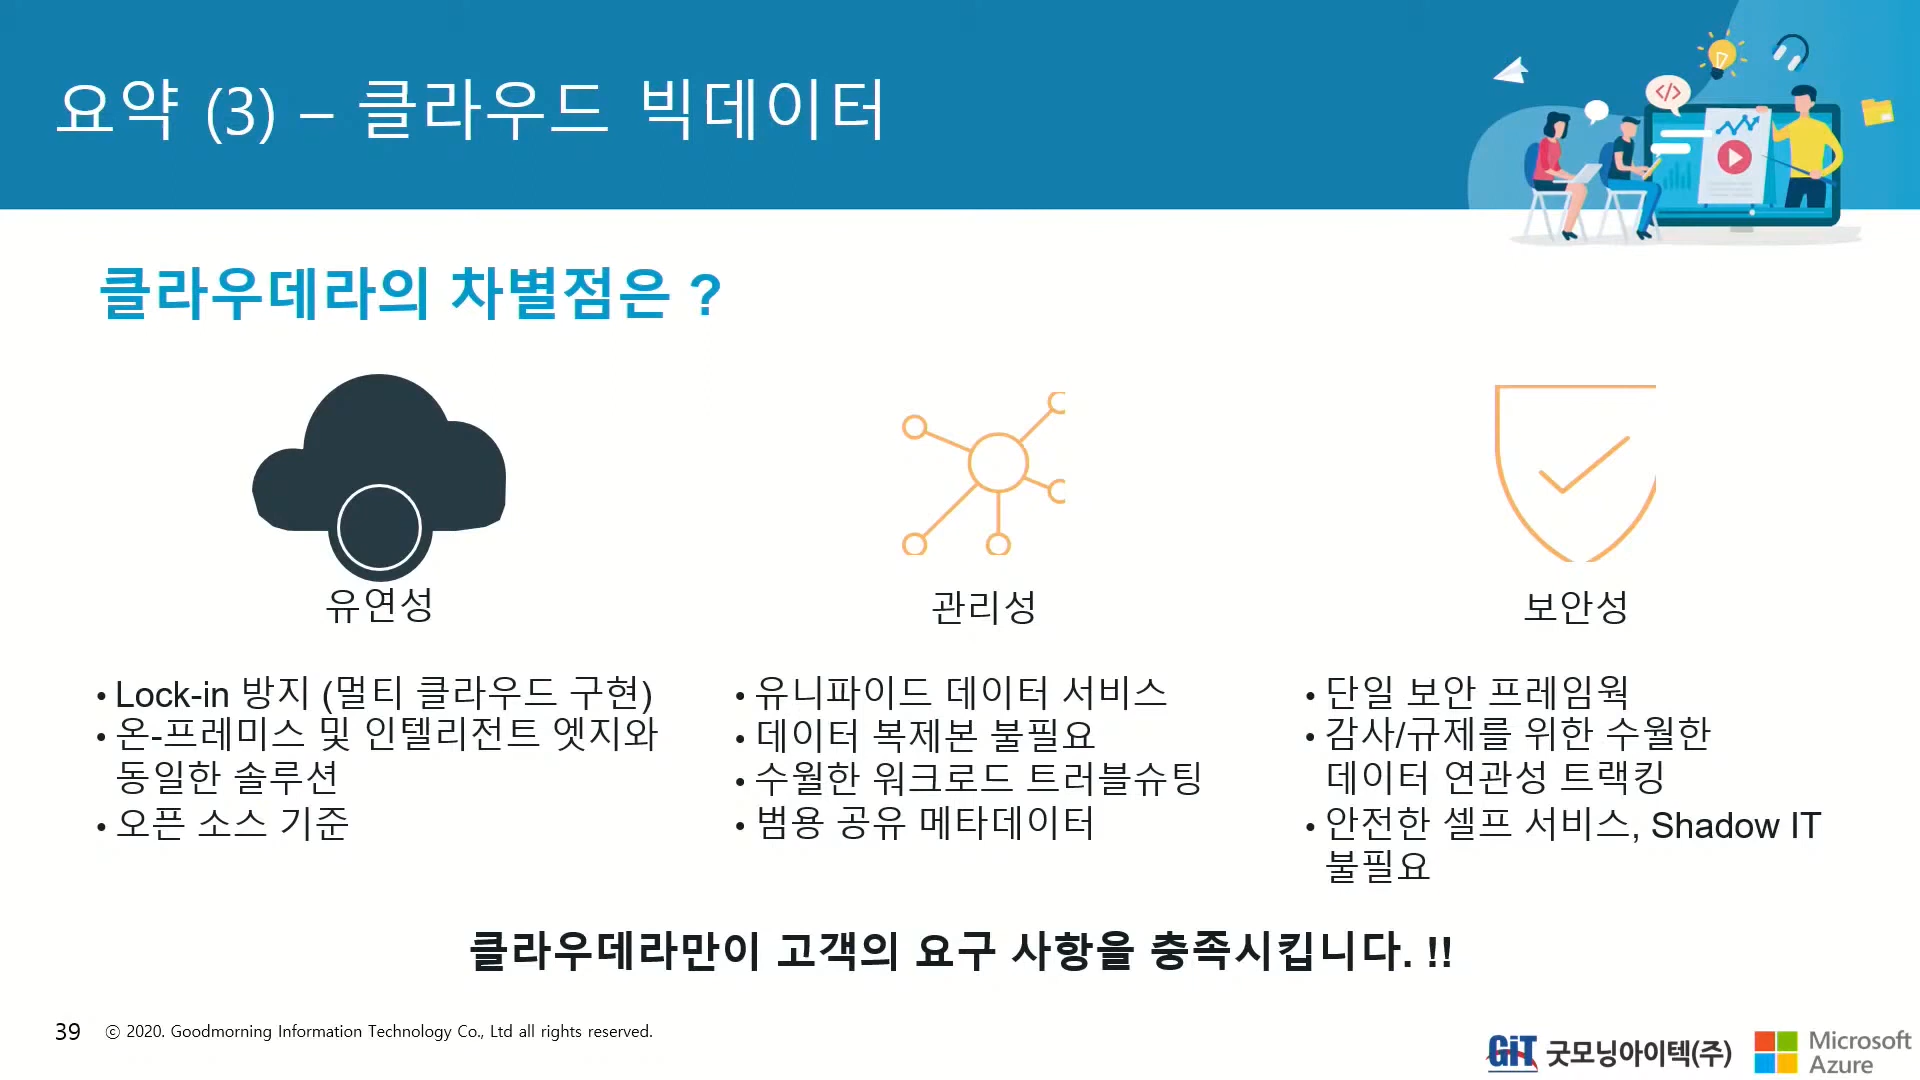 요약 (3) – 클라우드 빅데이터
</>
클라우데라의 차별점은 ?
유연성
• Lock-in 방지 (멀티 클라우드 구현)
• 온-프레미스 및 인텔리전트 엣지와
동일한 솔루션
• 오픈 소스 기준
관리성
• 유니파이드 데이터 서비스
• 데이터 복제본 불필요
• 수월한 워크로드 트러블슈팅
• 범용 공유 메타데이터
보안성
• 단일 보안 프레임웍
• 감사/규제를 위한 수월한
데이터 연관성 트랙킹
• 안전한 셀프 서비스, Shadow IT
불필요
클라우데라만이 고객의 요구 사항을 충족시킵니다. !!
39 ⓒ 2020. Goodmorning Information Technology Co., Ltd all rights reserved.
GiT 굿모닝아이텍(주)
Microsoft
Azure